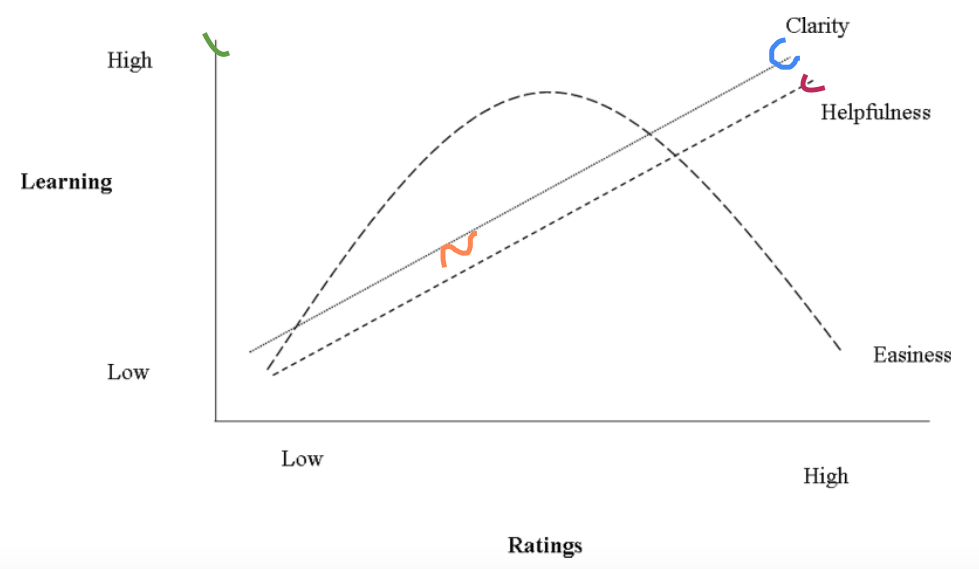 Clarity
High
Helpfulness
Learning
Easiness
Low
Low
High
Ratings